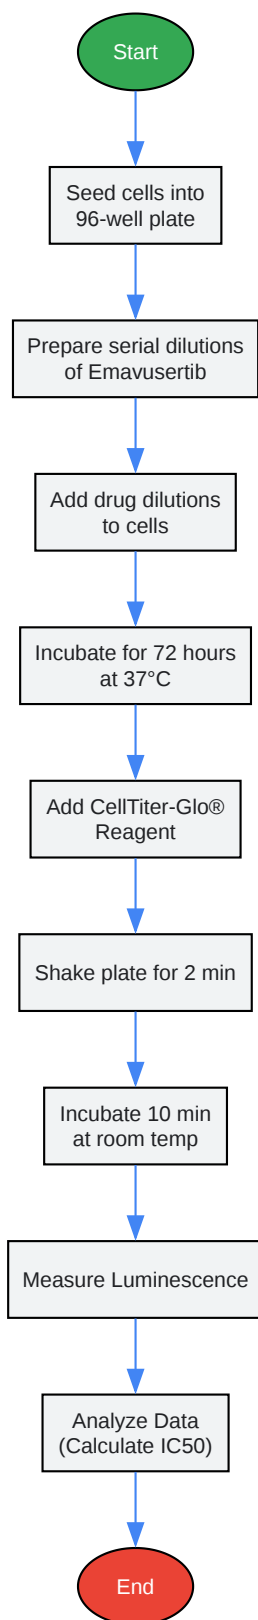 Start
Seed cells into
96-well plate
Prepare serial dilutions
of Emavusertib
Add drug dilutions
to cells
Incubate for 72 hours
at 37°C
Add CellTiter-Glo®
Reagent
Shake plate for 2 min
Incubate 10 min
at room temp
Measure Luminescence
Analyze Data
(Calculate IC50)
End